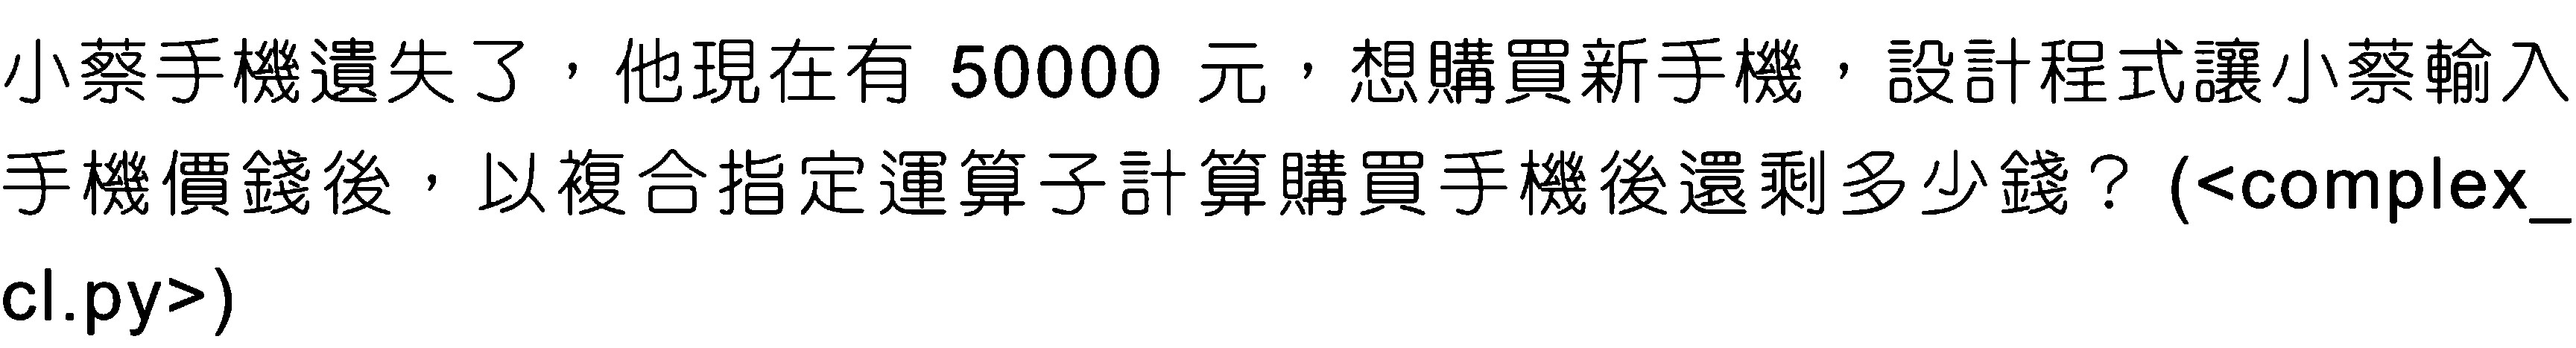 小蔡手機遺失了，他現在有 50000 元，想購買新手機，設計程式讓小蔡輸入
手機價錢後，以複合指定運算子計算購買手機後還剩多少錢？(<complex_
cl.py>)